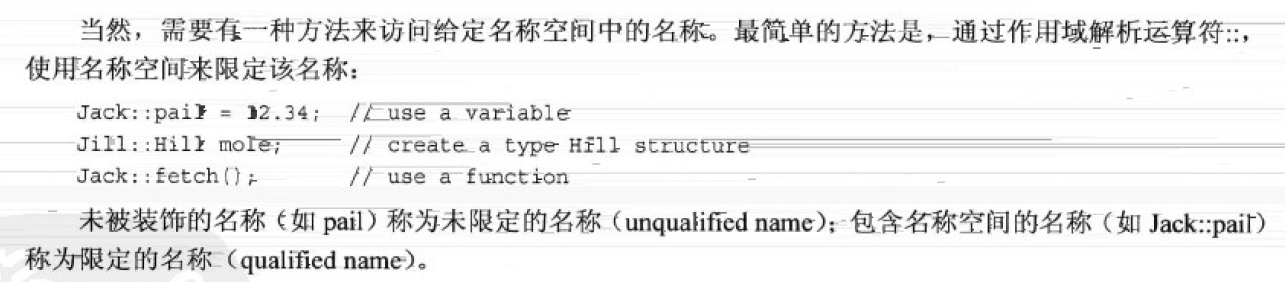 当然，需要有一种方法来访问给定名称空间中的名称。最简单的方法是，通过作用域解析运算符::，
使用名称空间来限定该名称：
Jack::pail = 12.34;  // use a variable
Jill::Hill mole;     // create a type Hill structure
Jack::fetch();       // use a function
未被装饰的名称（如 pail）称为未限定的名称（unqualified name）；包含名称空间的名称（如 Jack::pail）
称为限定的名称（qualified name）。